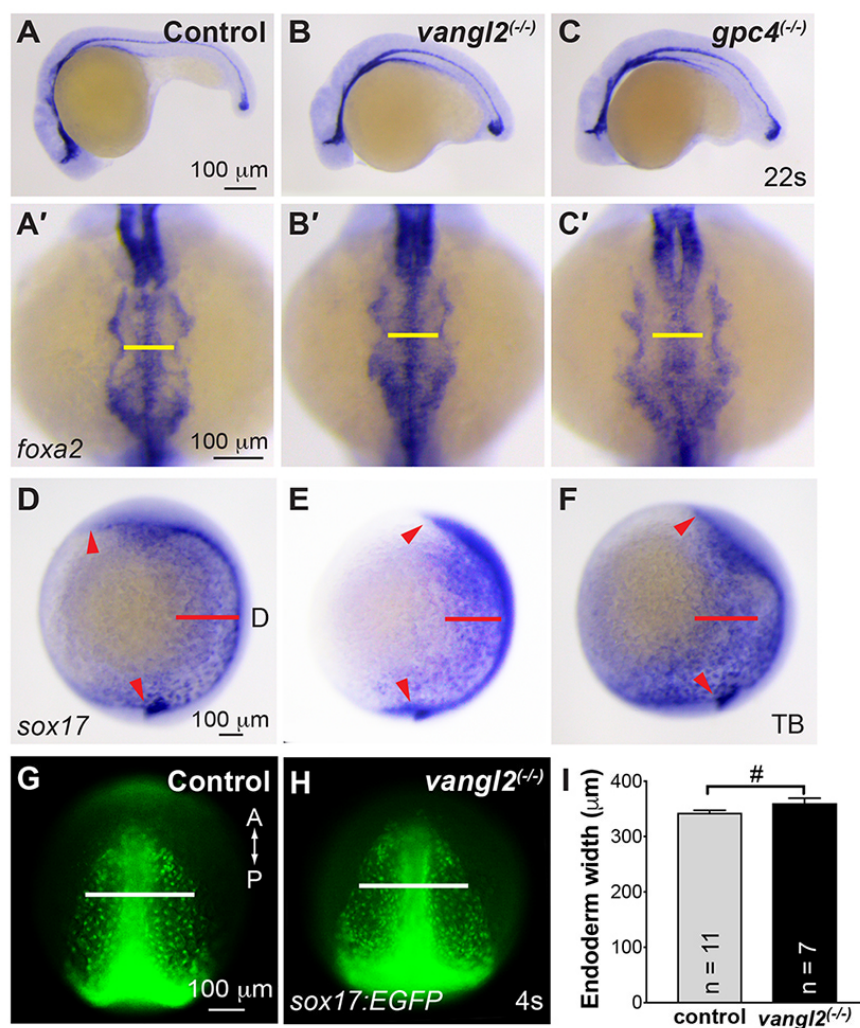 A Control
100 μm
B vangl2(-/-)
C gpc4(-/-)
22s
A′
foxa2
100 μm
B′
C′
D
D
sox17
100 μm
E
F
TB
G Control
A
P
100 μm
H vangl2(-/-)
sox17:EGFP
4s
I
Endoderm width (μm)
400
300
200
100
0
#
n = 11
n = 7
control
vangl2(-/-)